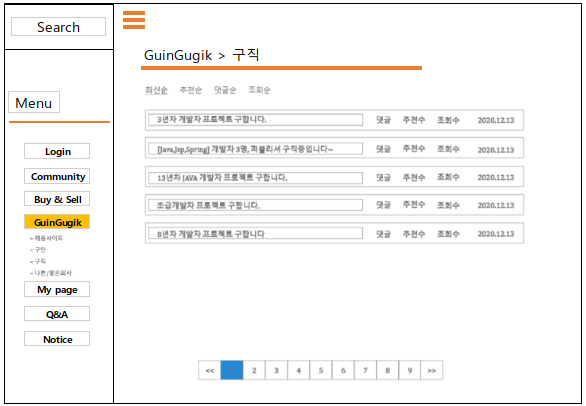 Search
Menu
Login
Community
Buy & Sell
GuinGugik
- 채용사이트
- 구인
- 구직
- 나쁜/좋은회사
My page
Q&A
Notice
GuinGugik > 구직
최신순 추천순 댓글순 조회순
3년차 개발자 프로젝트 구합니다. 댓글 추천수 조회수 2020.12.13
[Java,Jsp,Spring] 개발자 3명, 퍼블리셔 구직중입니다~ 댓글 추천수 조회수 2020.12.13
13년차 JAVA 개발자 프로젝트 구합니다. 댓글 추천수 조회수 2020.12.13
초급개발자 프로젝트 구합니다. 댓글 추천수 조회수 2020.12.13
8년차 개발자 프로젝트 구합니다 댓글 추천수 조회수 2020.12.13
<< 2 3 4 5 6 7 8 9 >>